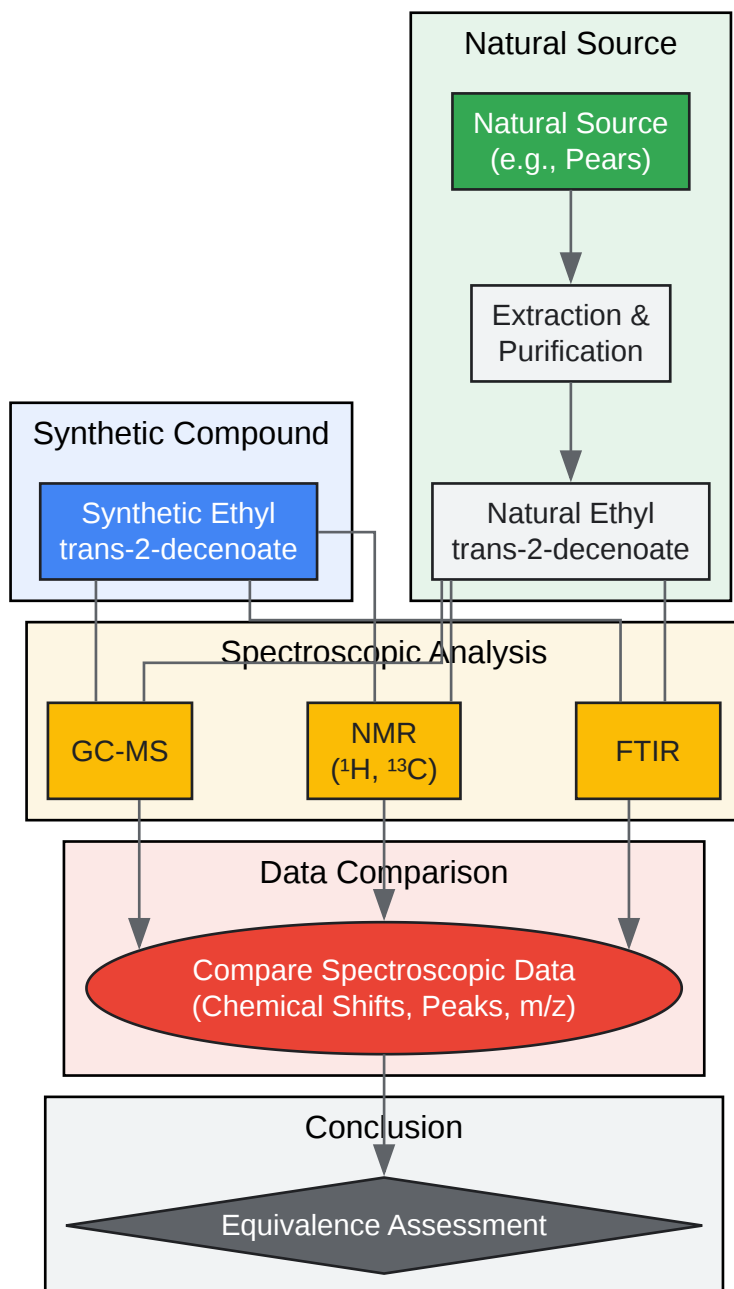 Natural Source
Natural Source
(e.g., Pears)
Extraction &
Purification
Synthetic Compound
Synthetic Ethyl
trans-2-decenoate
Natural Ethyl
trans-2-decenoate
Spectroscopic Analysis
GC-MS
NMR
(¹H, ¹³C)
FTIR
Data Comparison
Compare Spectroscopic Data
(Chemical Shifts, Peaks, m/z)
Conclusion
Equivalence Assessment